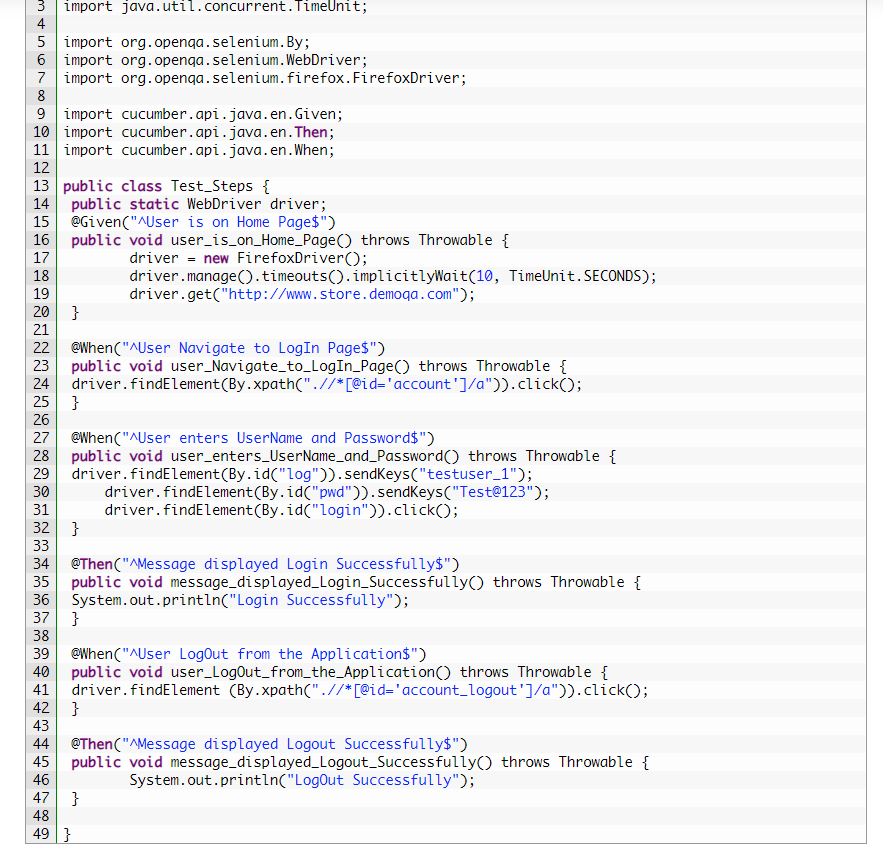 3 import java.util.concurrent.TimeUnit;
4
5 import org.openqa.selenium.By;
6 import org.openqa.selenium.WebDriver;
7 import org.openqa.selenium.firefox.FirefoxDriver;
8
9 import cucumber.api.java.en.Given;
10 import cucumber.api.java.en.Then;
11 import cucumber.api.java.en.When;
12
13 public class Test_Steps {
14 public static WebDriver driver;
15 @Given("^User is on Home Page$")
16 public void user_is_on_Home_Page() throws Throwable {
17 driver = new FirefoxDriver();
18 driver.manage().timeouts().implicitlyWait(10, TimeUnit.SECONDS);
19 driver.get("http://www.store.demoqa.com");
20 }
21
22 @When("^User Navigate to LogIn Page$")
23 public void user_Navigate_to_LogIn_Page() throws Throwable {
24 driver.findElement(By.xpath(".//*[@id='account']/a")).click();
25 }
26
27 @When("^User enters UserName and Password$")
28 public void user_enters_UserName_and_Password() throws Throwable {
29 driver.findElement(By.id("log")).sendKeys("testuser_1");
30 driver.findElement(By.id("pwd")).sendKeys("Test@123");
31 driver.findElement(By.id("login")).click();
32 }
33
34 @Then("^Message displayed Login Successfully$")
35 public void message_displayed_Login_Successfully() throws Throwable {
36 System.out.println("Login Successfully");
37 }
38
39 @When("^User LogOut from the Application$")
40 public void user_LogOut_from_the_Application() throws Throwable {
41 driver.findElement (By.xpath(".//*[@id='account_logout']/a")).click();
42 }
43
44 @Then("^Message displayed Logout Successfully$")
45 public void message_displayed_Logout_Successfully() throws Throwable {
46 System.out.println("LogOut Successfully");
47 }
48
49 }